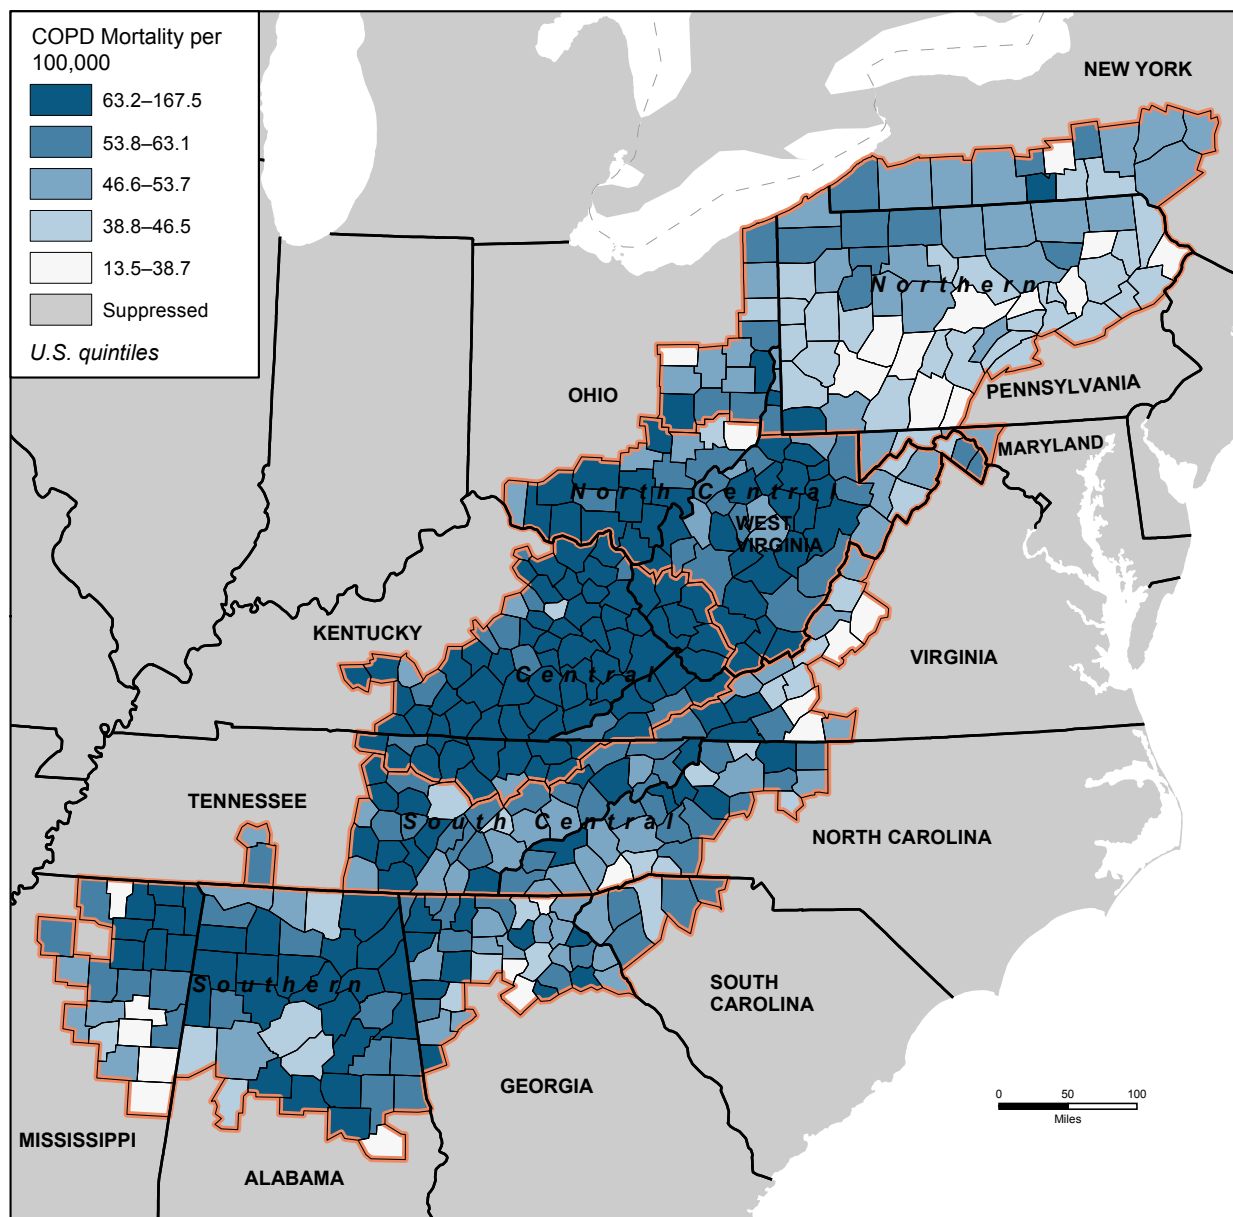 COPD Mortality per
100,000
63.2–167.5
53.8–63.1
46.6–53.7
38.8–46.5
13.5–38.7
Suppressed
U.S. quintiles
NEW YORK
Northern
PENNSYLVANIA
OHIO
MARYLAND
North Central
WEST
VIRGINIA
KENTUCKY
VIRGINIA
Central
TENNESSEE
South Central
NORTH CAROLINA
Southern
SOUTH
CAROLINA
GEORGIA
0 50 100
Miles
MISSISSIPPI
ALABAMA